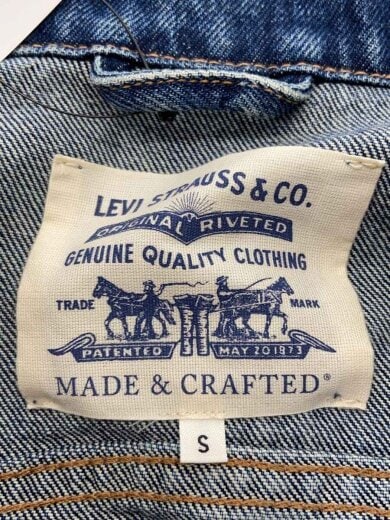 LEVI STRAUSS & CO.
ORIGINAL RIVETED
GENUINE QUALITY CLOTHING
TRADE MARK
PATENTED MAY 20 1873
MADE & CRAFTED®
S